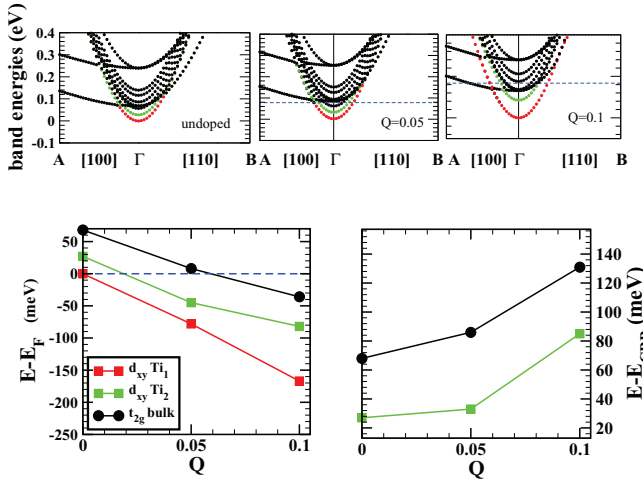 band energies (eV)
0.4
0.3
0.2
0.1
0
-0.1
undoped
Q=0.05
Q=0.1
A [100] Γ [110] B
A [100] Γ [110] B
A [100] Γ [110] B
E-E_F (meV)
50
0
-50
-100
-150
-200
-250
d_xy Ti_1
d_xy Ti_2
t_2g bulk
0 0.05 0.1
Q
0 0.05 0.1
Q
140
120
100
80
60
40
20
(meV)